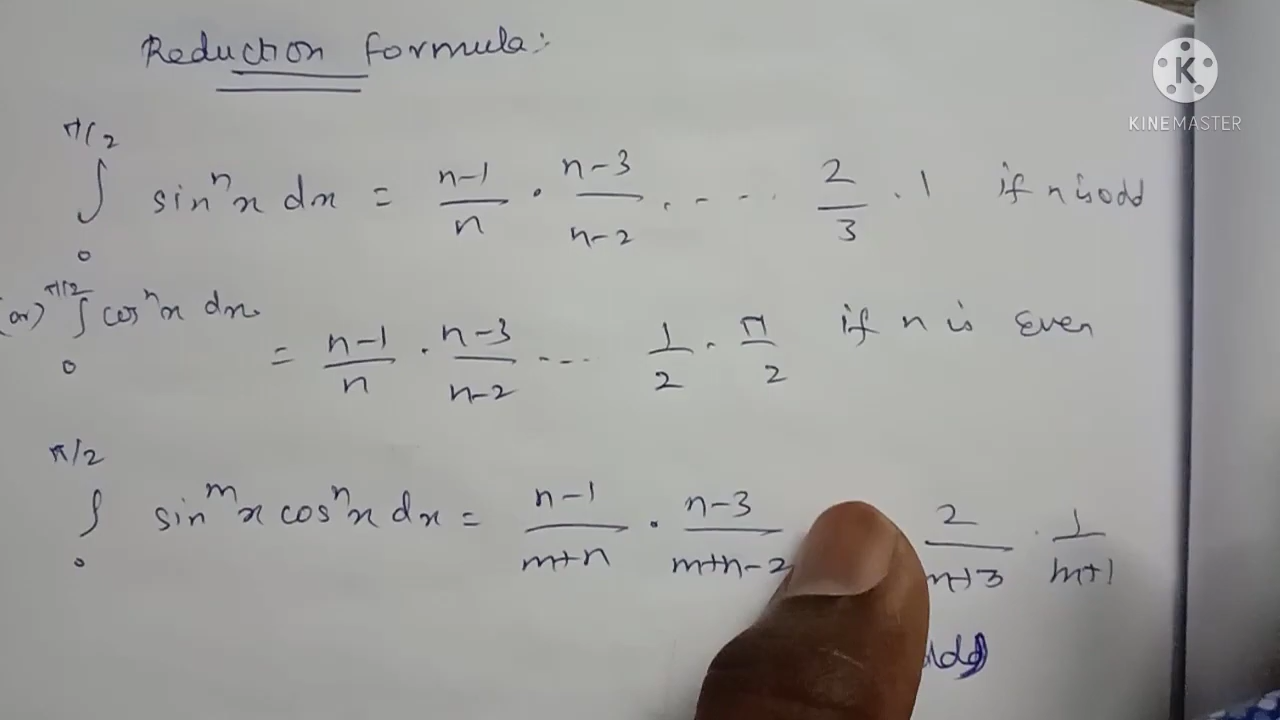 Reduction formula:
KINEMASTER
π/2
∫ sinⁿx dx = n-1/n · n-3/n-2 . - - - . 2/3 . 1 if n is odd
0
(or) π/2 ∫ 0 cosⁿx dx.
= n-1/n · n-3/n-2 --- 1/2 · π/2 if n is even
π/2
∫ sinᵐx cosⁿx dx = n-1/m+n · n-3/m+n-2 2/m+3 · 1/m+1
0